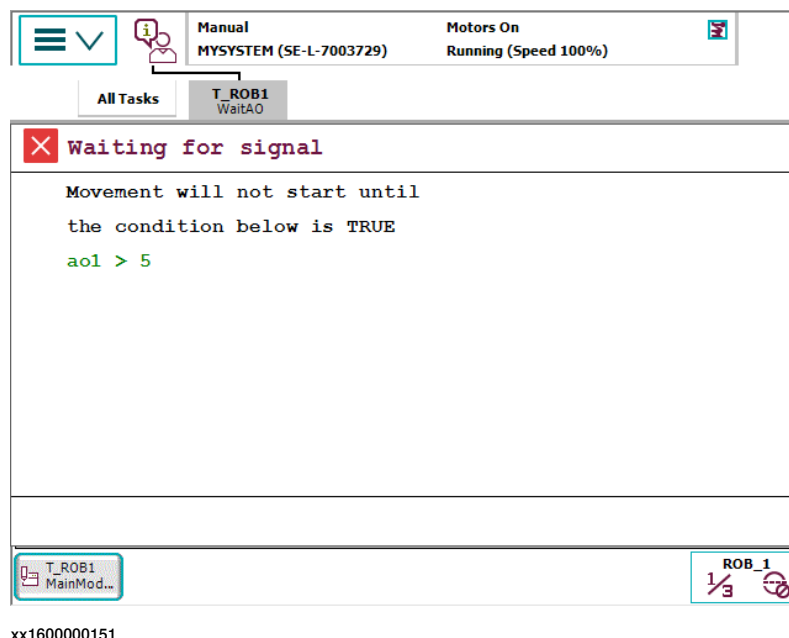 Manual
MYSYSTEM (SE-L-7003729)
Motors On
Running (Speed 100%)
All Tasks
T_ROB1
WaitAO
Waiting for signal
Movement will not start until
the condition below is TRUE
ao1 > 5
T_ROB1
MainMod...
ROB_1
1/3
xx1600000151